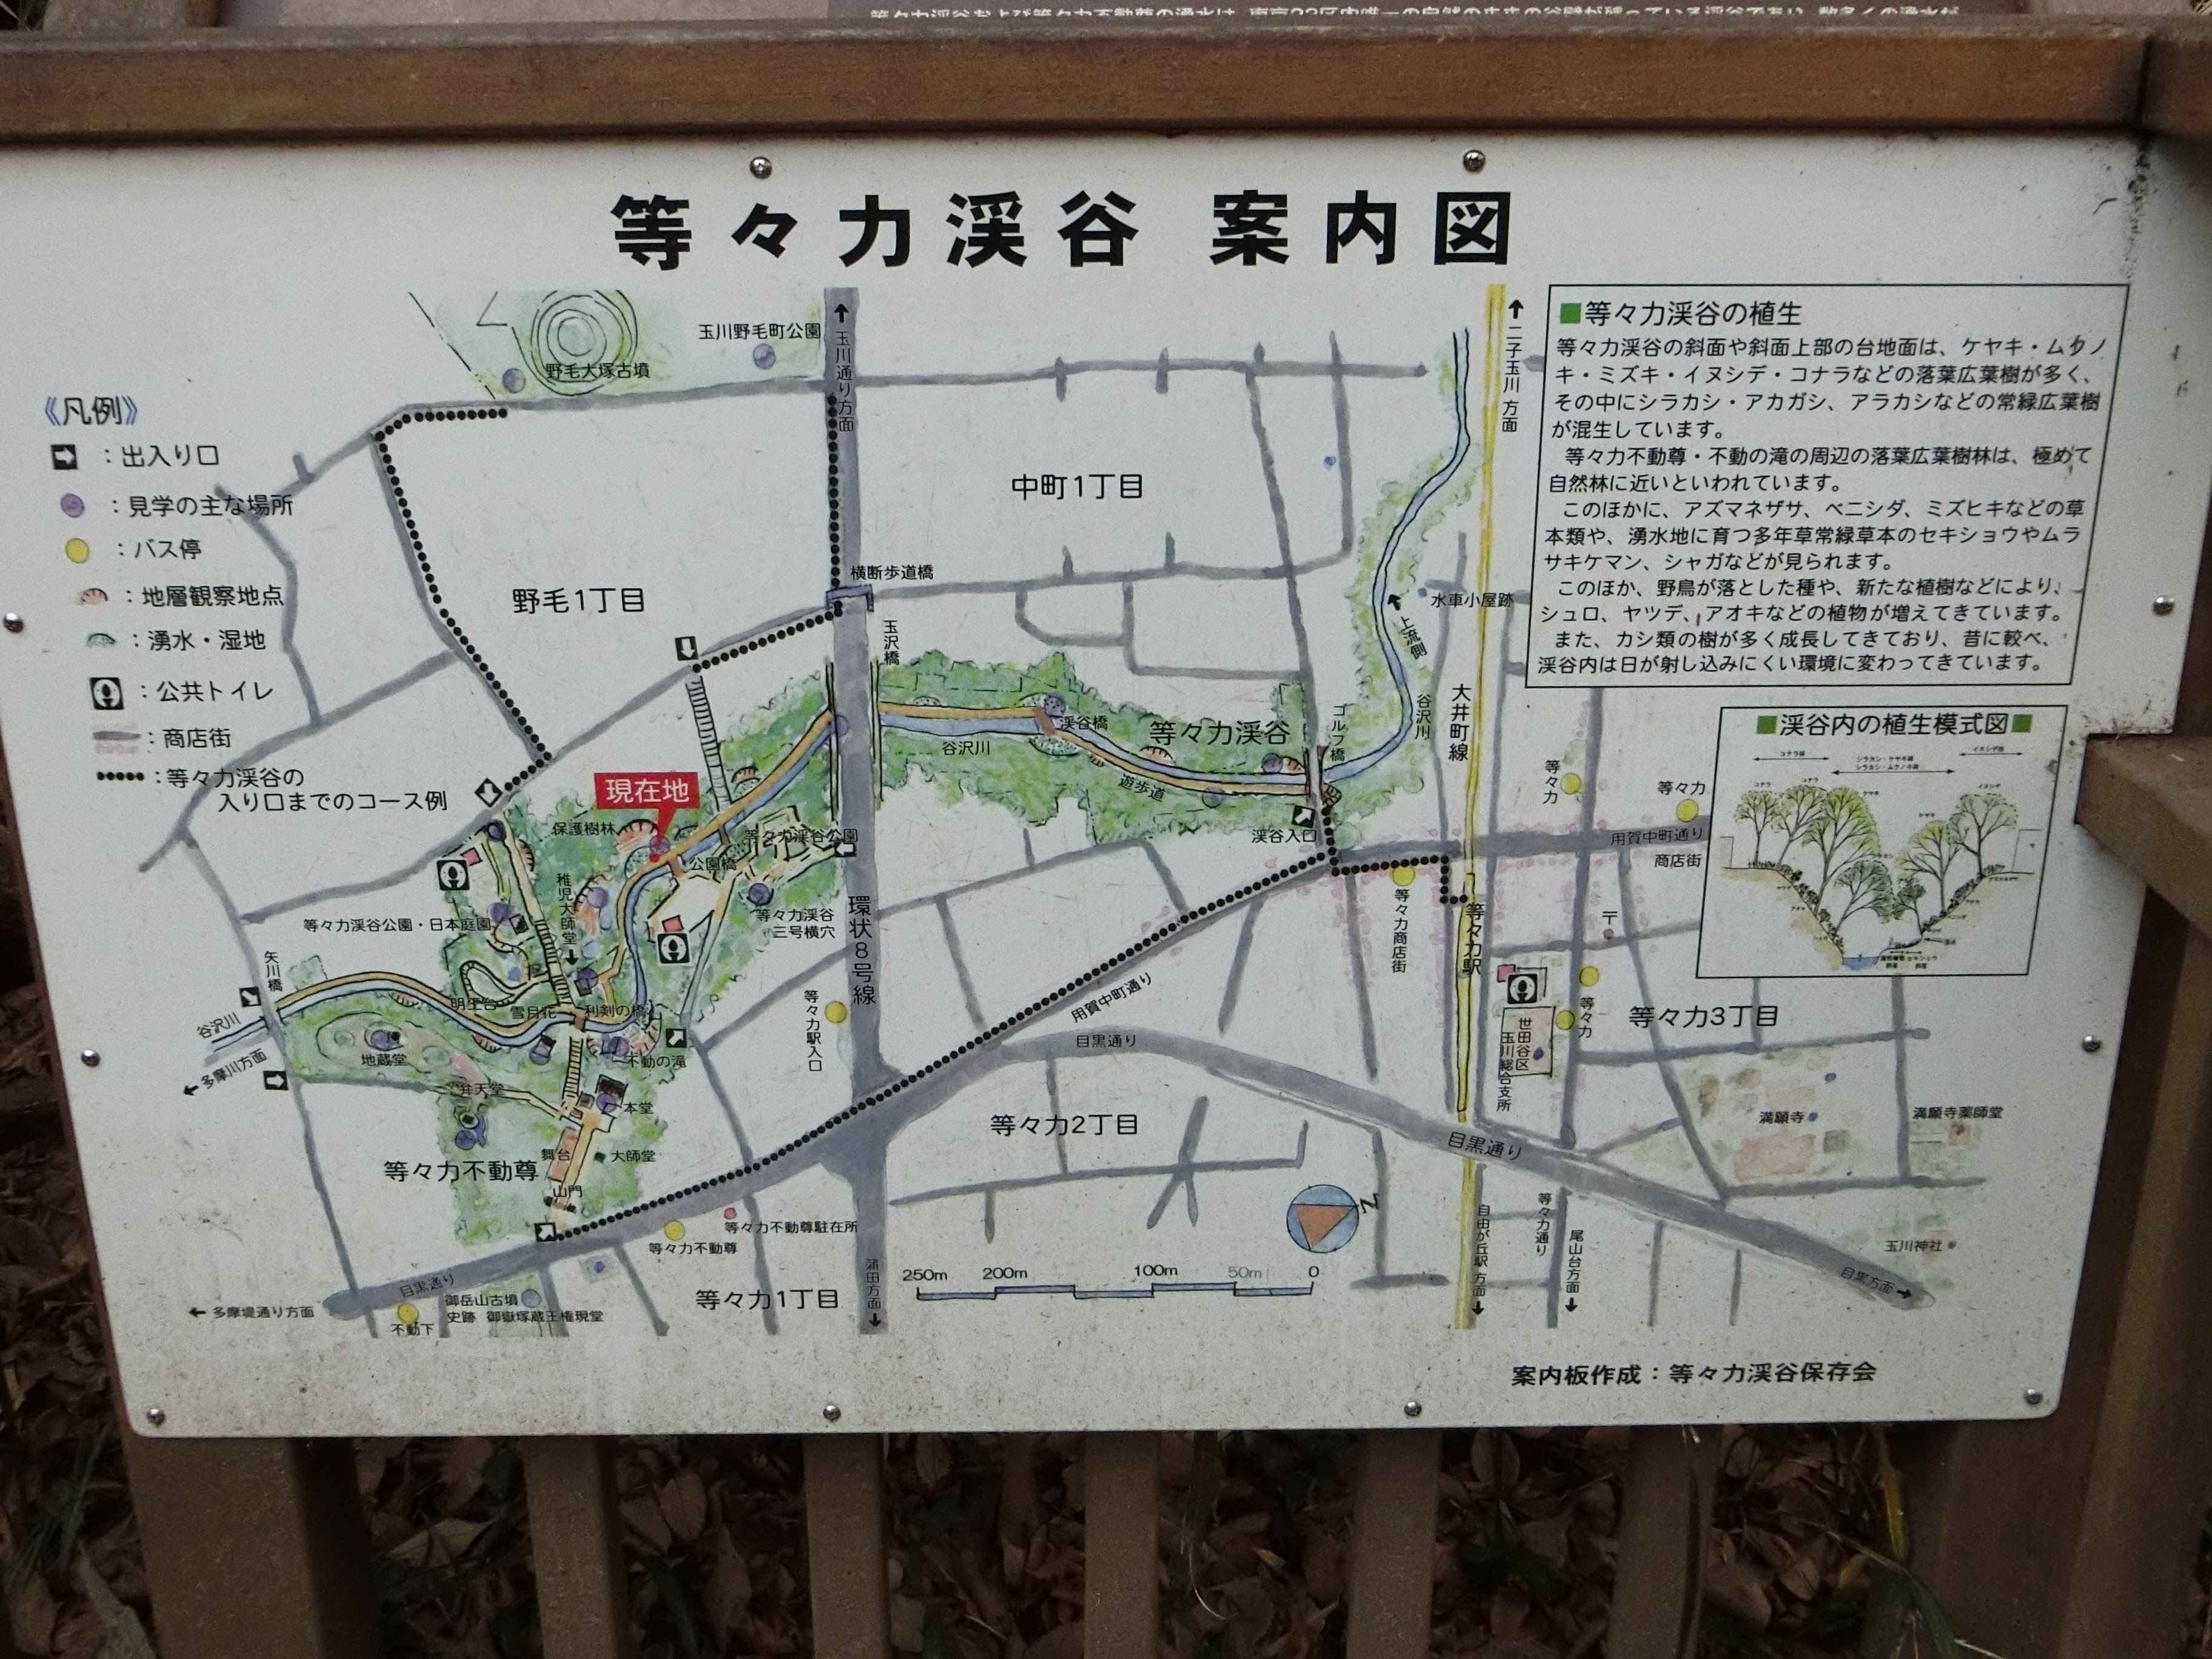 等々力渓谷 案内図
《凡例》
：出入り口
：見学の主な場所
：バス停
：地層観察地点
：湧水・湿地
：公共トイレ
：商店街
：等々力渓谷の
入り口までのコース例
野毛大塚古墳
玉川野毛町公園
玉川通り方面
二子玉川方面
中町1丁目
野毛1丁目
横断歩道橋
玉沢橋
水車小屋跡
上流側
谷沢川
大井町線
ゴルフ橋
等々力渓谷
渓谷橋
谷沢川
遊歩道
渓谷入口
現在地
保護樹林
等々力渓谷公園
公園橋
稚児大師堂
等々力渓谷
三号横穴
環状8号線
等々力渓谷公園・日本庭園
矢川橋
谷沢川
多摩川方面
明王台
雪月花
利剣の橋
不動の滝
地蔵堂
弁天堂
本堂
舞台
大師堂
山門
等々力不動尊
等々力駅入口
用賀中町通り
目黒通り
等々力
等々力
用賀中町通り
商店街
等々力商店街
等々力駅
〒
世田谷区
玉川総合支所
等々力
等々力3丁目
満願寺
満願寺薬師堂
等々力2丁目
目黒通り
等々力不動尊駐在所
等々力不動尊
目黒通り
多摩堤通り方面
不動下
御岳山古墳
史跡 御嶽塚蔵王権現堂
等々力1丁目
蒲田方面
250m 200m 100m 50m 0
N
自由が丘駅方面
等々力通り
尾山台方面
玉川神社
目黒方面
■等々力渓谷の植生
等々力渓谷の斜面や斜面上部の台地面は、ケヤキ・ムクノ
キ・ミズキ・イヌシデ・コナラなどの落葉広葉樹が多く、
その中にシラカシ・アカガシ、アラカシなどの常緑広葉樹
が混生しています。
等々力不動尊・不動の滝の周辺の落葉広葉樹林は、極めて
自然林に近いといわれています。
このほかに、アズマネザサ、ベニシダ、ミズヒキなどの草
本類や、湧水地に育つ多年草常緑草本のセキショウやムラ
サキケマン、シャガなどが見られます。
このほか、野鳥が落とした種や、新たな植樹などにより、
シュロ、ヤツデ、アオキなどの植物が増えてきています。
また、カシ類の樹が多く成長してきており、昔に較べ、
渓谷内は日が射し込みにくい環境に変わってきています。
■渓谷内の植生模式図■
案内板作成：等々力渓谷保存会